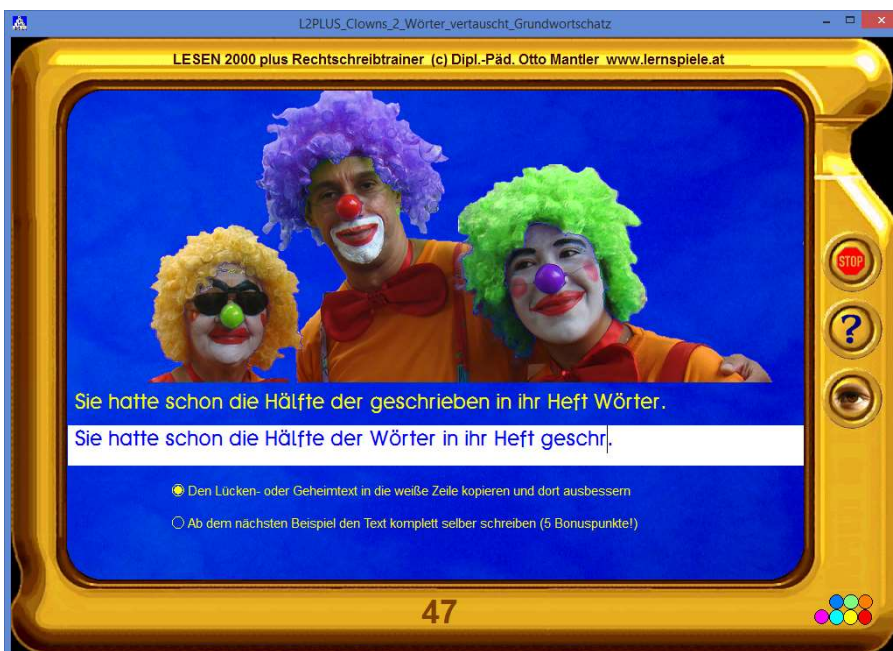 L2PLUS_Clowns_2_Wörter_vertauscht_Grundwortschatz
LESEN 2000 plus Rechtschreibtrainer (c) Dipl.-Päd. Otto Mantler www.lernspiele.at
STOP
?
Sie hatte schon die Hälfte der geschrieben in ihr Heft Wörter.
Sie hatte schon die Hälfte der Wörter in ihr Heft geschr.
Den Lücken- oder Geheimtext in die weiße Zeile kopieren und dort ausbessern
Ab dem nächsten Beispiel den Text komplett selber schreiben (5 Bonuspunkte!)
47